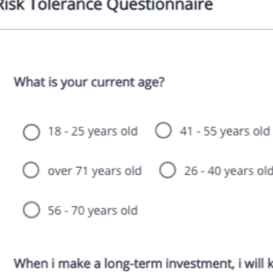 Risk Tolerance Questionnaire
What is your current age?
18 - 25 years old 41 - 55 years old
over 71 years old 26 - 40 years old
56 - 70 years old
When i make a long-term investment, i will